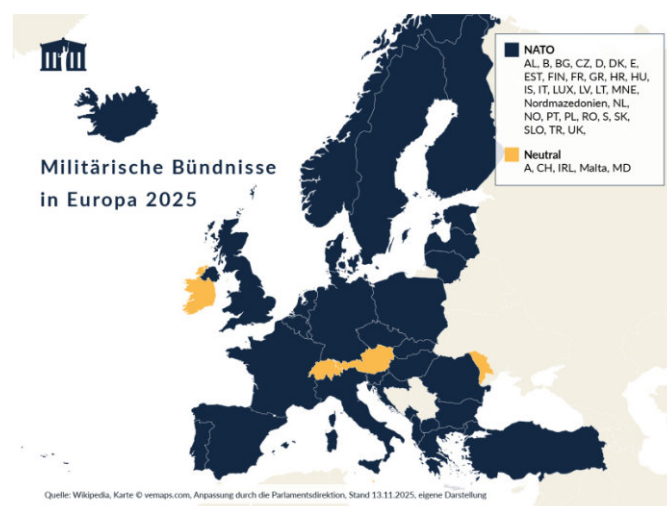 Militärische Bündnisse
in Europa 2025
NATO
AL, B, BG, CZ, D, DK, E,
EST, FIN, FR, GR, HR, HU,
IS, IT, LUX, LV, LT, MNE,
Nordmazedonien, NL,
NO, PT, PL, RO, S, SK,
SLO, TR, UK,
Neutral
A, CH, IRL, Malta, MD
Quelle: Wikipedia, Karte © vemaps.com, Anpassung durch die Parlamentsdirektion, Stand 13.11.2025, eigene Darstellung